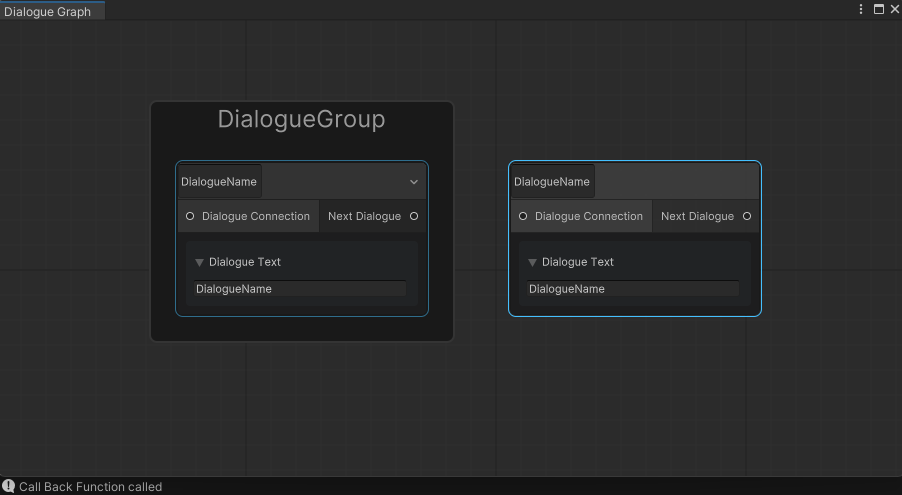 Dialogue Graph
DialogueGroup
DialogueName
Dialogue Connection
Next Dialogue
Dialogue Text
DialogueName
DialogueName
Dialogue Connection
Next Dialogue
Dialogue Text
DialogueName
Call Back Function called